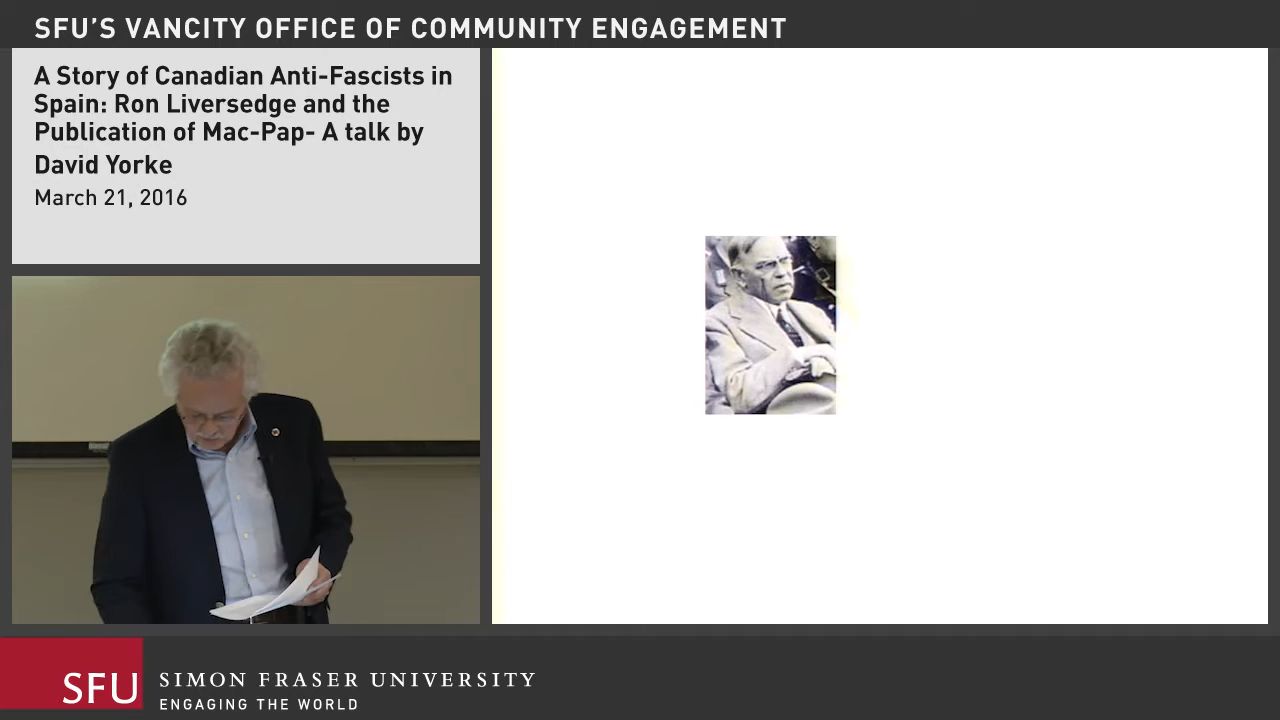 SFU'S VANCITY OFFICE OF COMMUNITY ENGAGEMENT
A Story of Canadian Anti-Fascists in
Spain: Ron Liversedge and the
Publication of Mac-Pap- A talk by
David Yorke
March 21, 2016
SFU
SIMON FRASER UNIVERSITY
ENGAGING THE WORLD